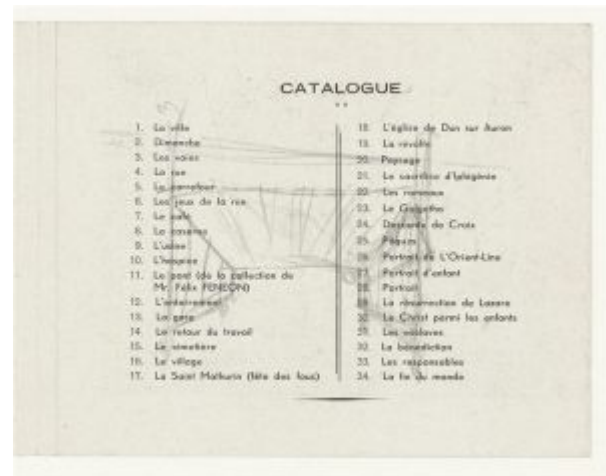 CATALOGUE
1. La ville
2. Dimanche
3. Les voies
4. La rue
5. Le carrefour
6. Les jeux de la rue
7. Le café
8. La caserne
9. L'usine
10. L'hospice
11. Le pont (de la collection de
Mr. Félix FENEON)
12. L'enterrement
13. La gare
14. Le retour du travail
15. Le cimetière
16. Le village
17. La Saint Mathurin (fête des fous)
18. L'église de Dun sur Auron
19. La révolte
20. Paysage
21. Le sacrifice d'Iphigénie
22. Les rameaux
23. Le Golgotha
24. Descente de Croix
25. Pâques
26. Portrait de L'Orient-Line
27. Portrait d'enfant
28. Portrait
29. La résurrection de Lazare
30. Le Christ parmi les enfants
31. Les esclaves
32. La bénédiction
33. Les responsables
34. La fin du monde